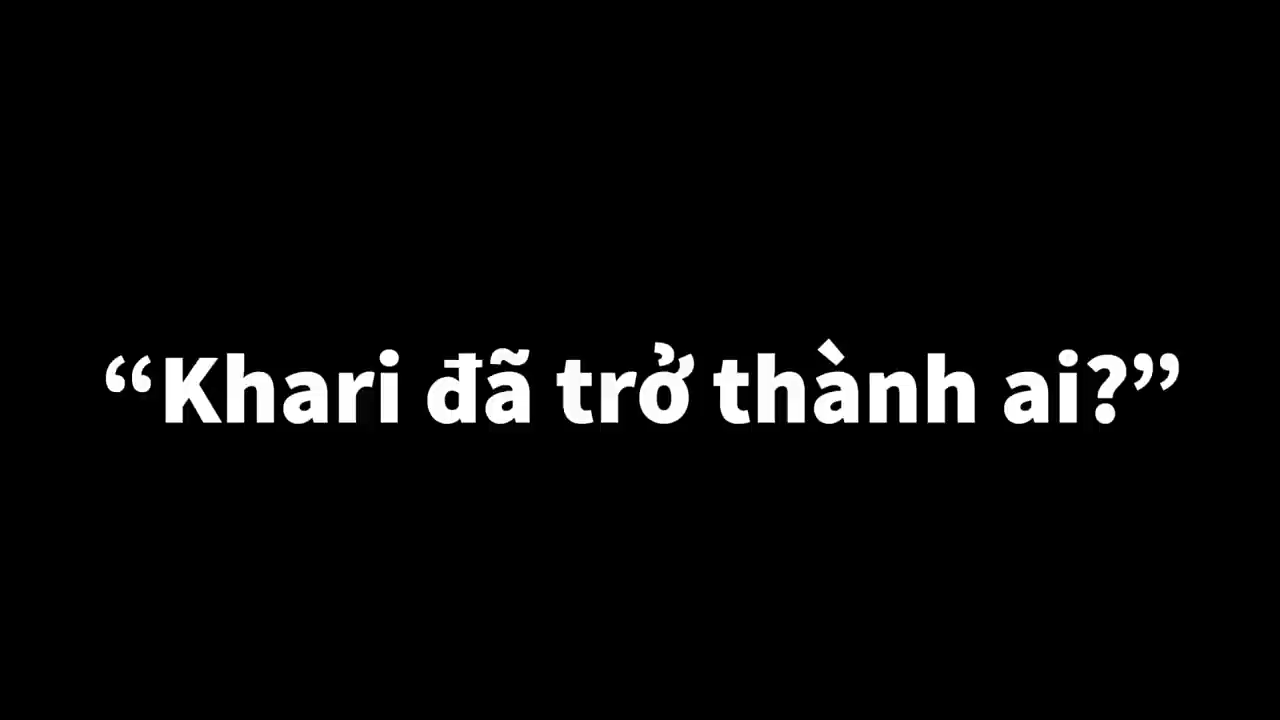 “Khari đã trở thành ai?”